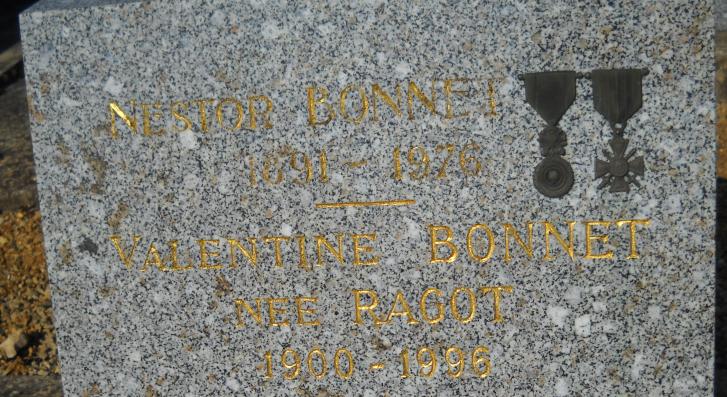 NESTOR BONNET
1891 - 1976
VALENTINE BONNET
NEE RAGOT
1900 - 1996